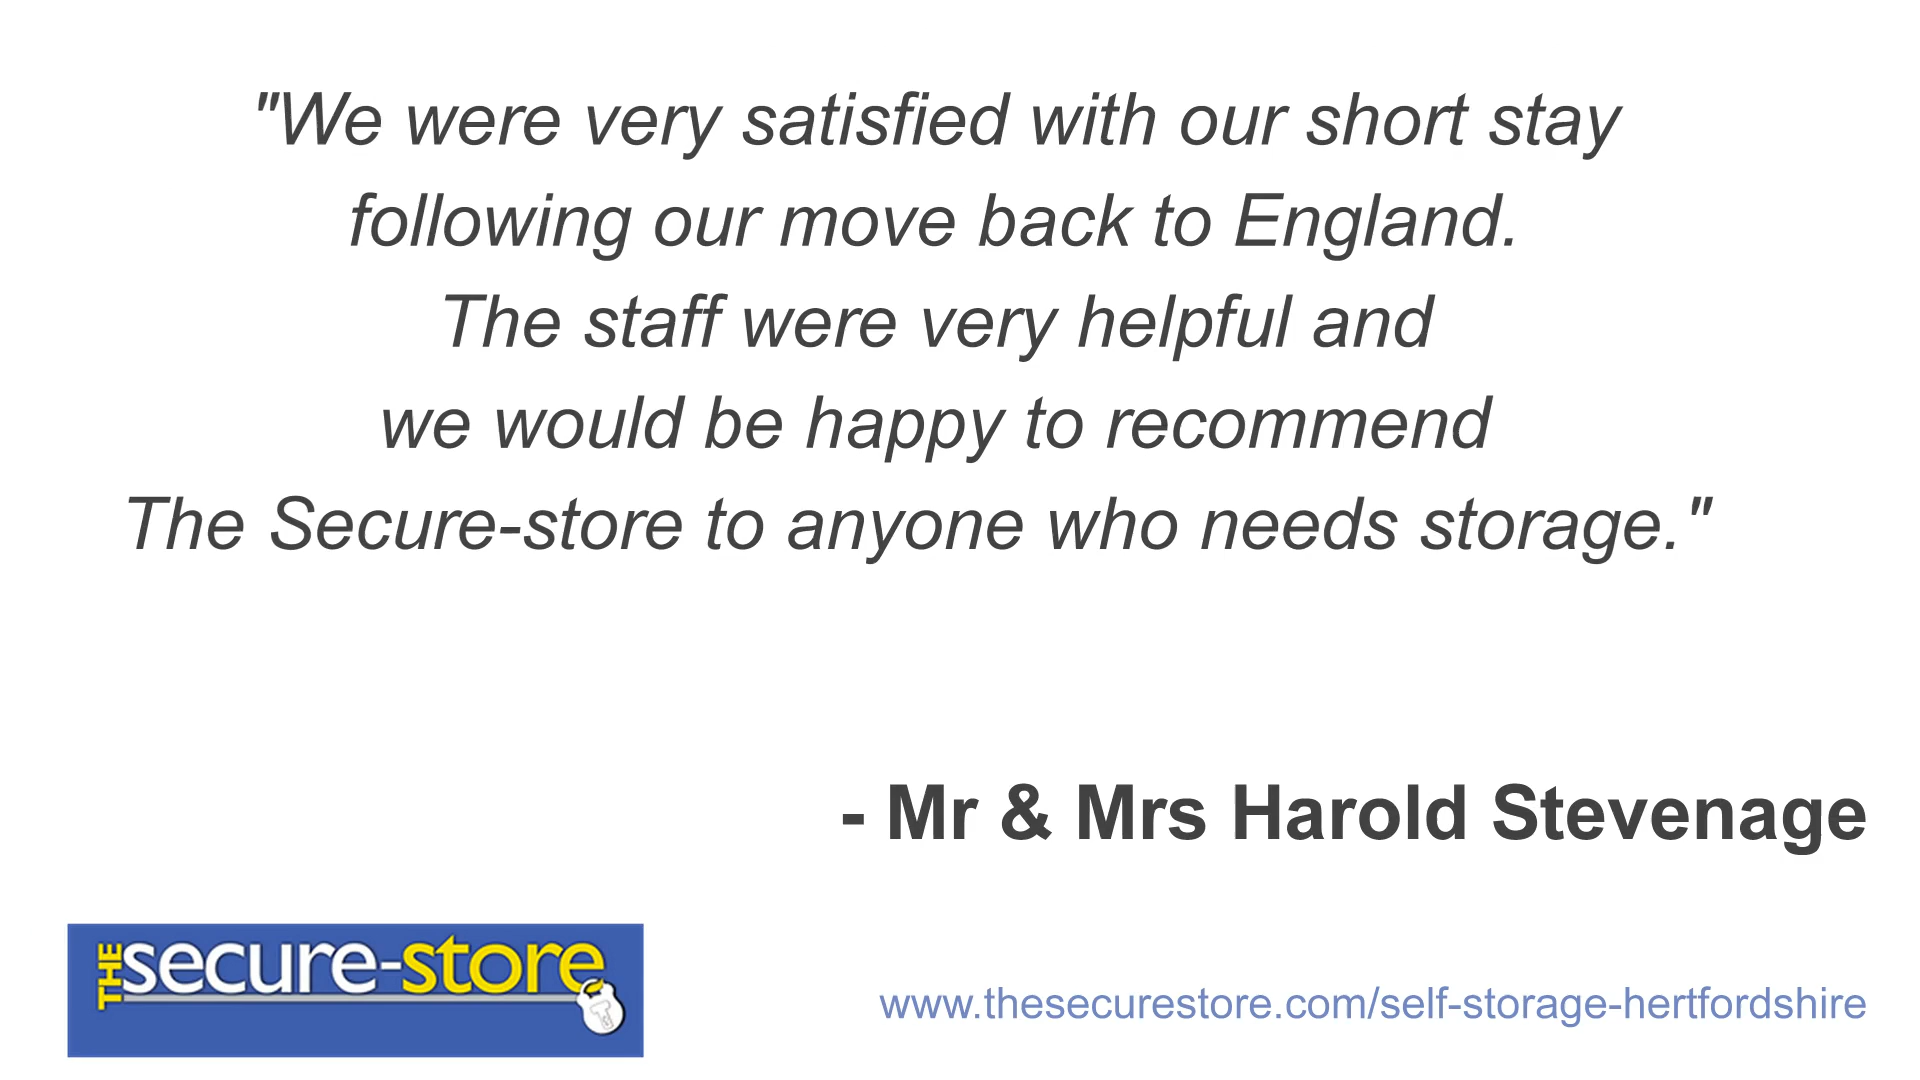 "We were very satisfied with our short stay
following our move back to England.
The staff were very helpful and
we would be happy to recommend
The Secure-store to anyone who needs storage."
- Mr & Mrs Harold Stevenage
THE secure-store
www.thesecurestore.com/self-storage-hertfordshire